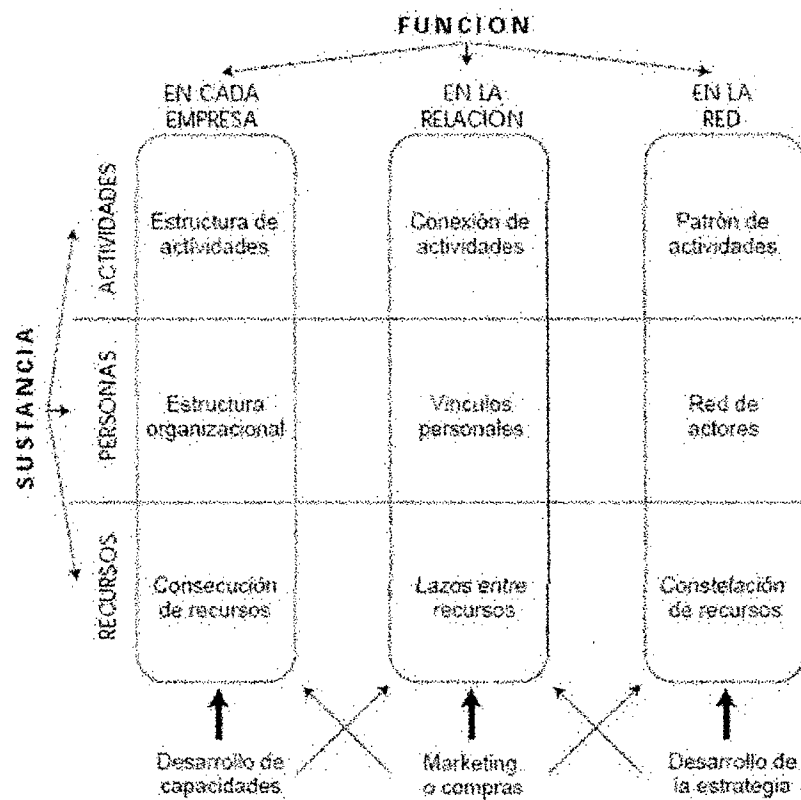 FUNCION
EN CADA
EMPRESA
EN LA
RELACION
EN LA
RED
SUSTANCIA
ACTIVIDADES
Estructura de
actividades
Conexión de
actividades
Patrón de
actividades
PERSONAS
Estructura
organizacional
Vínculos
personales
Red de
actores
RECURSOS
Consecución
de recursos
Lazos entre
recursos
Constelación
de recursos
Desarrollo de
capacidades
Marketing
o compras
Desarrollo de
la estrategia